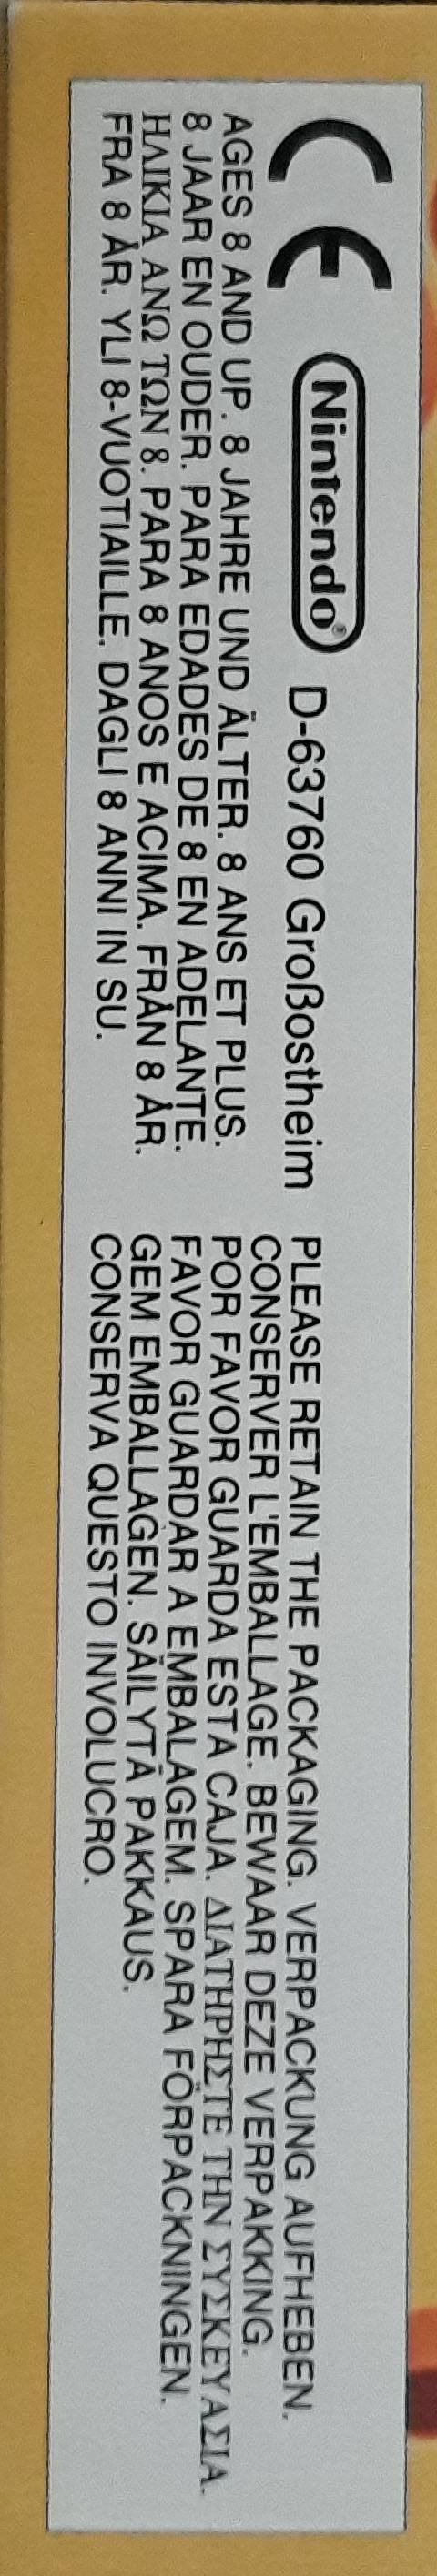 CE Nintendo® D-63760 Großostheim
AGES 8 AND UP. 8 JAHRE UND ÄLTER. 8 ANS ET PLUS.
8 JAAR EN OUDER. PARA EDADES DE 8 EN ADELANTE.
ΗΛΙΚΙΑ ΑΝΩ ΤΩΝ 8. PARA 8 ANOS E ACIMA. FRÅN 8 ÅR.
FRA 8 ÅR. YLI 8-VUOTIAILLE. DAGLI 8 ANNI IN SU.
PLEASE RETAIN THE PACKAGING. VERPACKUNG AUFHEBEN.
CONSERVER L'EMBALLAGE. BEWAAR DEZE VERPAKKING.
POR FAVOR GUARDA ESTA CAJA. ΔΙΑΤΗΡΗΣΤΕ ΤΗΝ ΣΥΣΚΕΥΑΣΙΑ.
FAVOR GUARDAR A EMBALAGEM. SPARA FÖRPACKNINGEN.
GEM EMBALLAGEN. SÄILYTÄ PAKKAUS.
CONSERVA QUESTO INVOLUCRO.